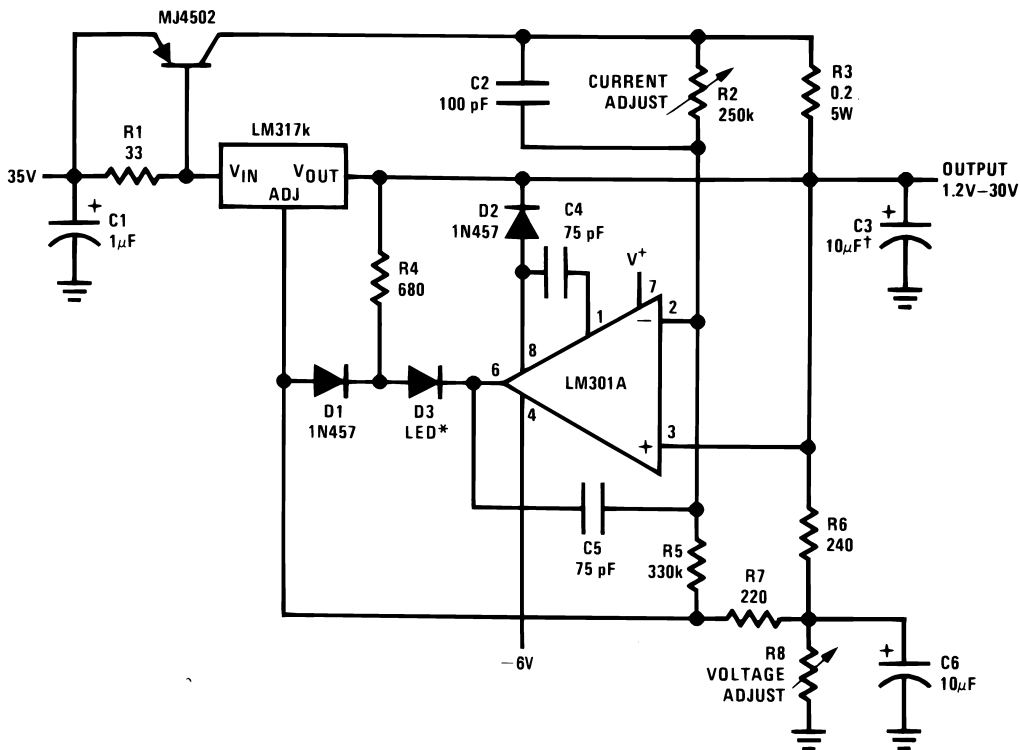 MJ4502
C2
100 pF
CURRENT
ADJUST
R2
250k
R3
0.2
5W
R1
33
LM317k
35V
VIN
VOUT
ADJ
OUTPUT
1.2V–30V
+
C1
1μF
D2
1N457
C4
75 pF
+
C3
10μF†
R4
680
V+
7
1
2
−
8
6
LM301A
D1
1N457
D3
LED*
4
+
3
C5
75 pF
R5
330k
R6
240
R7
220
−6V
R8
VOLTAGE
ADJUST
+
C6
10μF